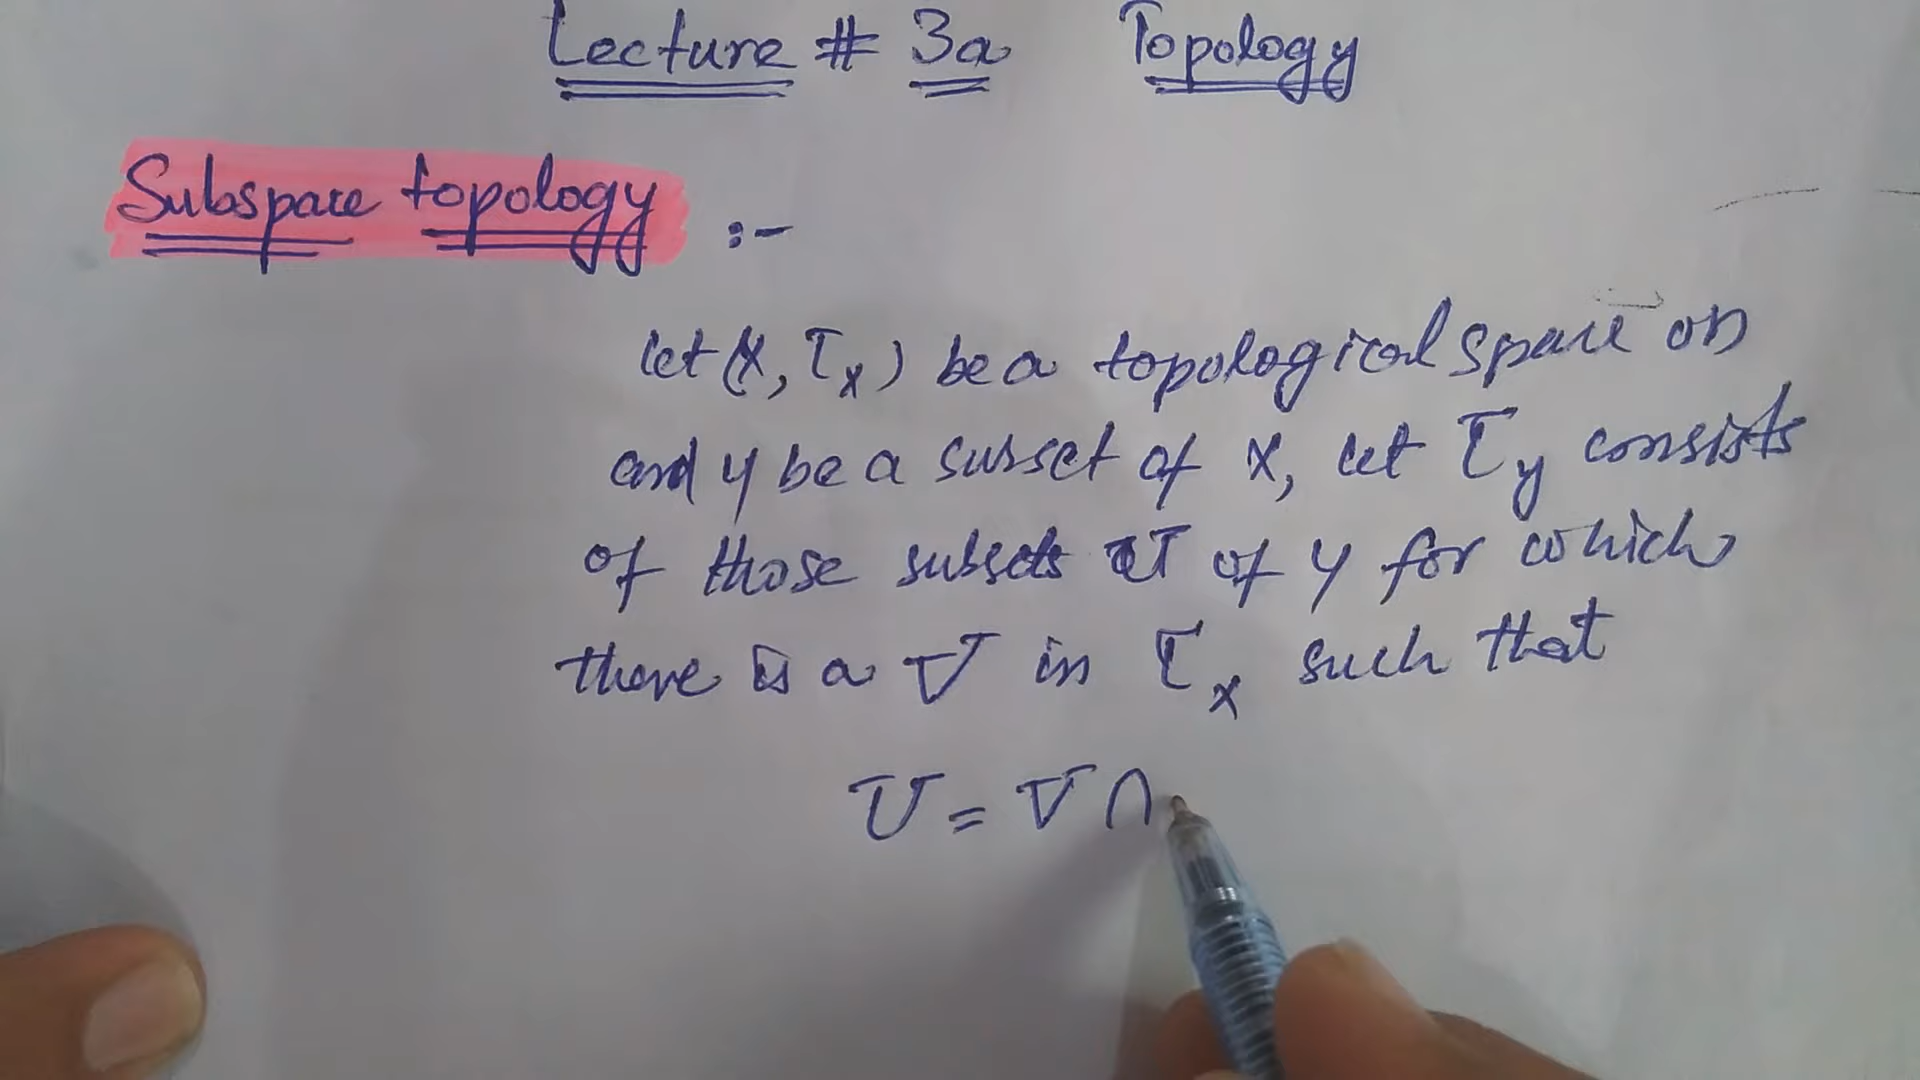 Lecture # 3a Topology
Subspace topology :-
let (X, τx) be a topological space on
and y be a subset of X, let τy consists
of those subsets U of y for which
there is a V in τx such that
U = V ∩